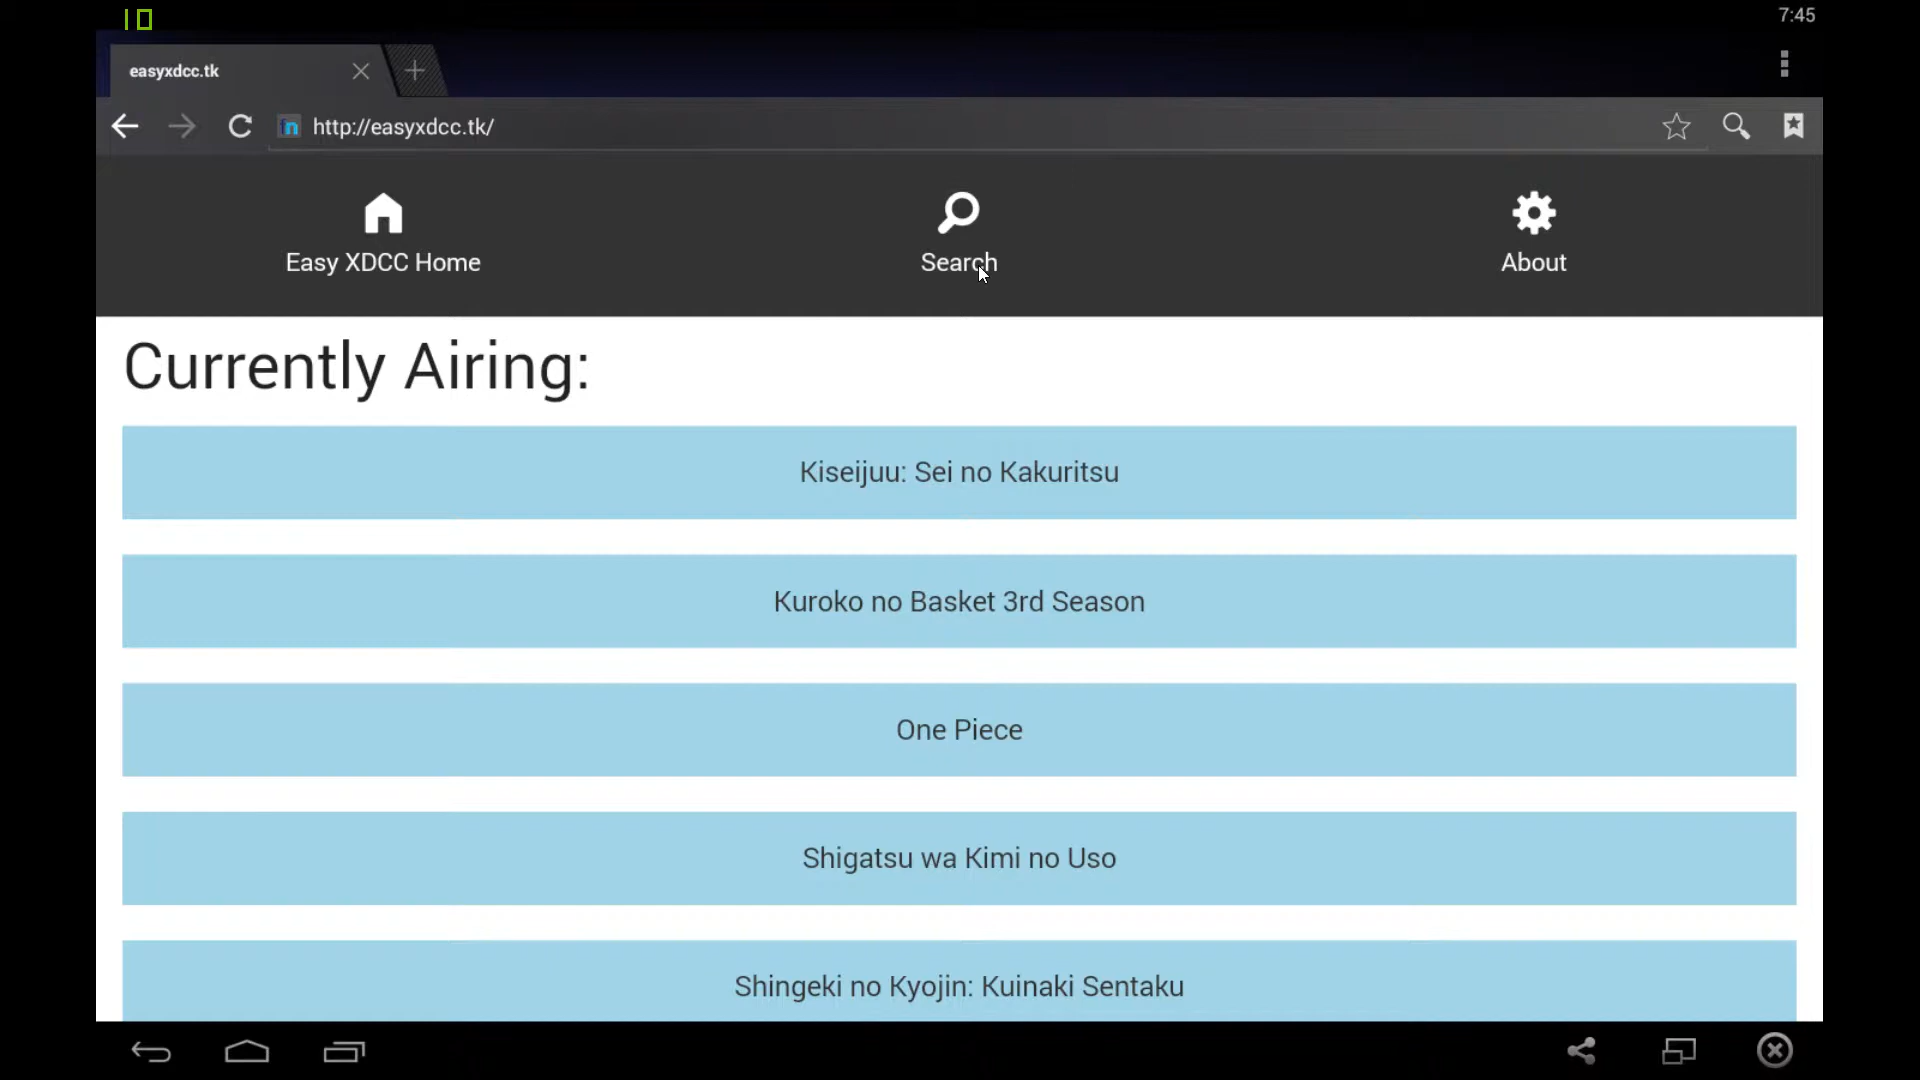 10
7:45
easyxdcc.tk
http://easyxdcc.tk/
Easy XDCC Home
Search
About
Currently Airing:
Kiseijuu: Sei no Kakuritsu
Kuroko no Basket 3rd Season
One Piece
Shigatsu wa Kimi no Uso
Shingeki no Kyojin: Kuinaki Sentaku